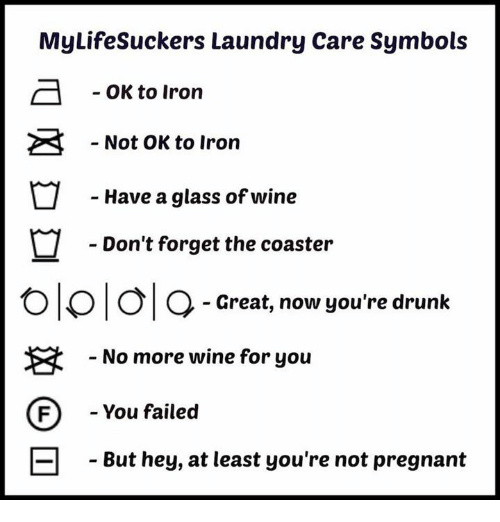 MyLifeSuckers Laundry Care Symbols
- OK to Iron
- Not OK to Iron
- Have a glass of wine
- Don't forget the coaster
- Great, now you're drunk
- No more wine for you
F - You failed
- But hey, at least you're not pregnant